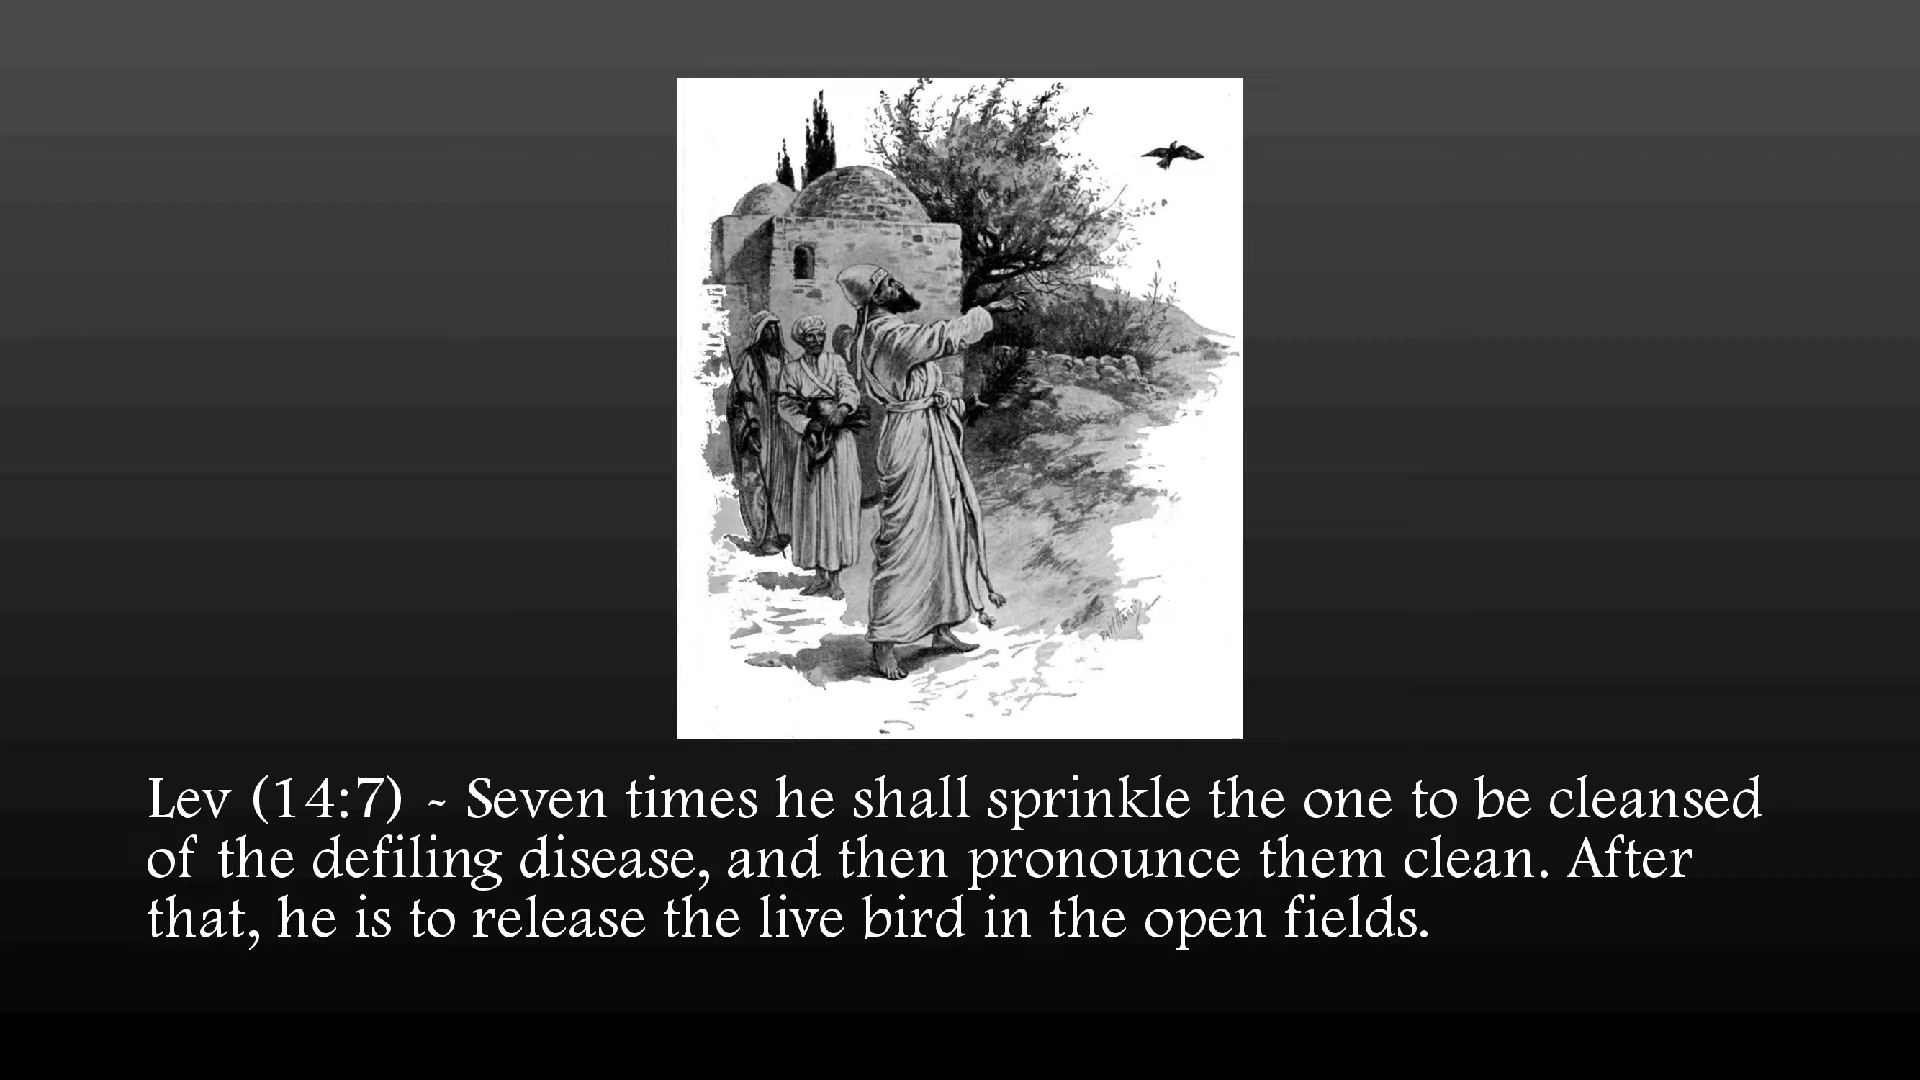 Lev (14:7) - Seven times he shall sprinkle the one to be cleansed
of the defiling disease, and then pronounce them clean. After
that, he is to release the live bird in the open fields.